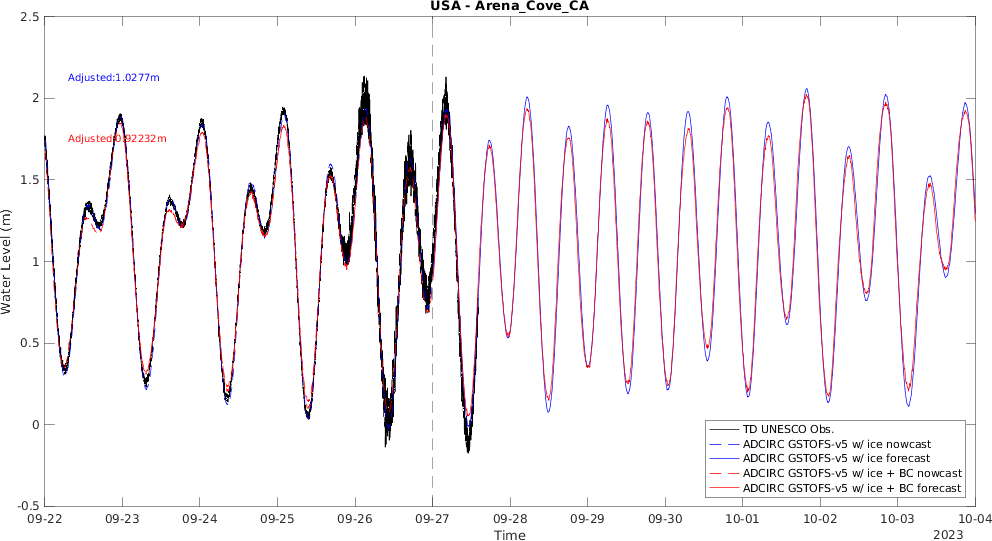 USA - Arena_Cove_CA
2.5
2
1.5
1
0.5
0
-0.5
Water Level (m)
Adjusted:1.0277m
Adjusted:0.92232m
TD UNESCO Obs.
ADCIRC GSTOFS-v5 w/ ice nowcast
ADCIRC GSTOFS-v5 w/ ice forecast
ADCIRC GSTOFS-v5 w/ ice + BC nowcast
ADCIRC GSTOFS-v5 w/ ice + BC forecast
09-22 09-23 09-24 09-25 09-26 09-27 09-28 09-29 09-30 10-01 10-02 10-03 10-04
Time
2023